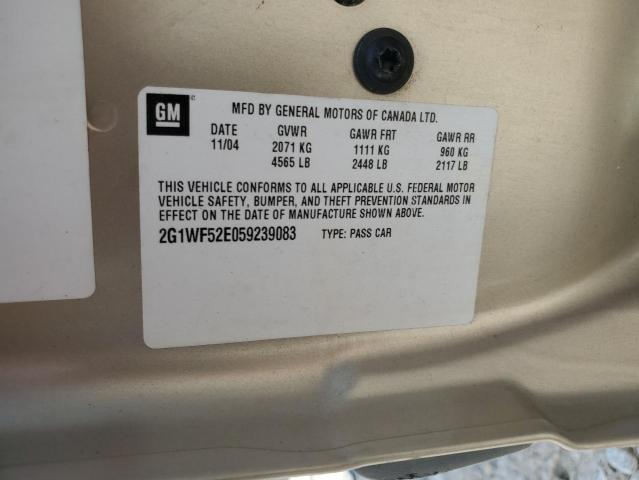 GM
MFD BY GENERAL MOTORS OF CANADA LTD.
DATE GVWR GAWR FRT GAWR RR
11/04 2071 KG 1111 KG 960 KG
4565 LB 2448 LB 2117 LB
THIS VEHICLE CONFORMS TO ALL APPLICABLE U.S. FEDERAL MOTOR
VEHICLE SAFETY, BUMPER, AND THEFT PREVENTION STANDARDS IN
EFFECT ON THE DATE OF MANUFACTURE SHOWN ABOVE.
2G1WF52E059239083 TYPE: PASS CAR